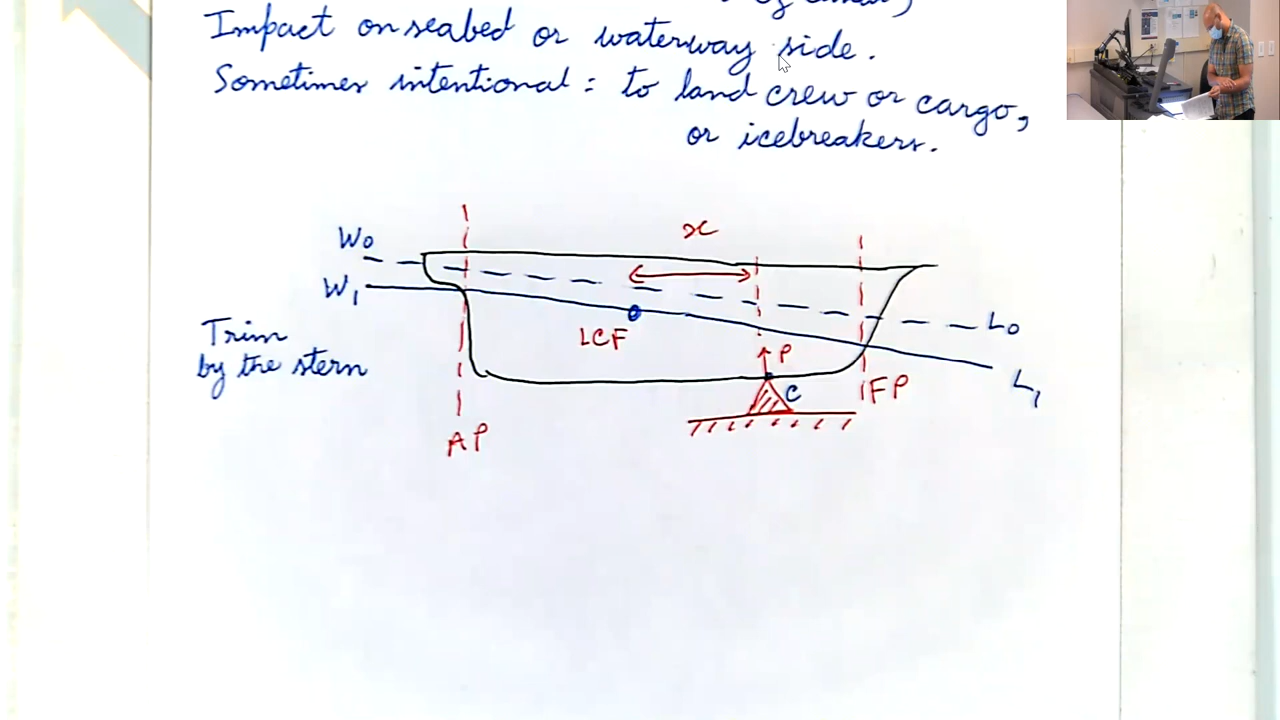 Impact on seabed or waterway side.
Sometimes intentional: to land crew or cargo,
or icebreakers.
x
W0
W1
L0
LCF
Trim
by the stern
P
C
FP
L1
AP